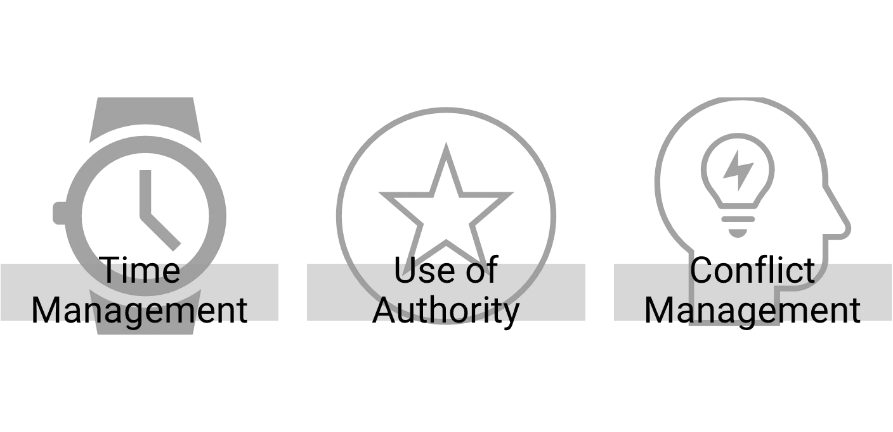 Time
Management
Use of
Authority
Conflict
Management